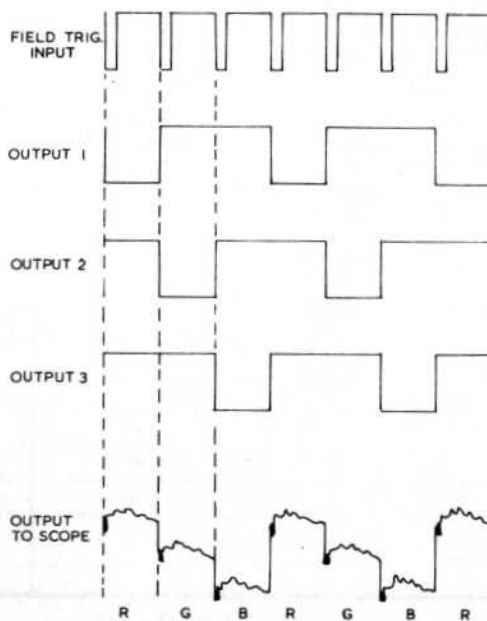 FIELD TRIG.
INPUT
OUTPUT 1
OUTPUT 2
OUTPUT 3
OUTPUT
TO SCOPE
R G B R G B R